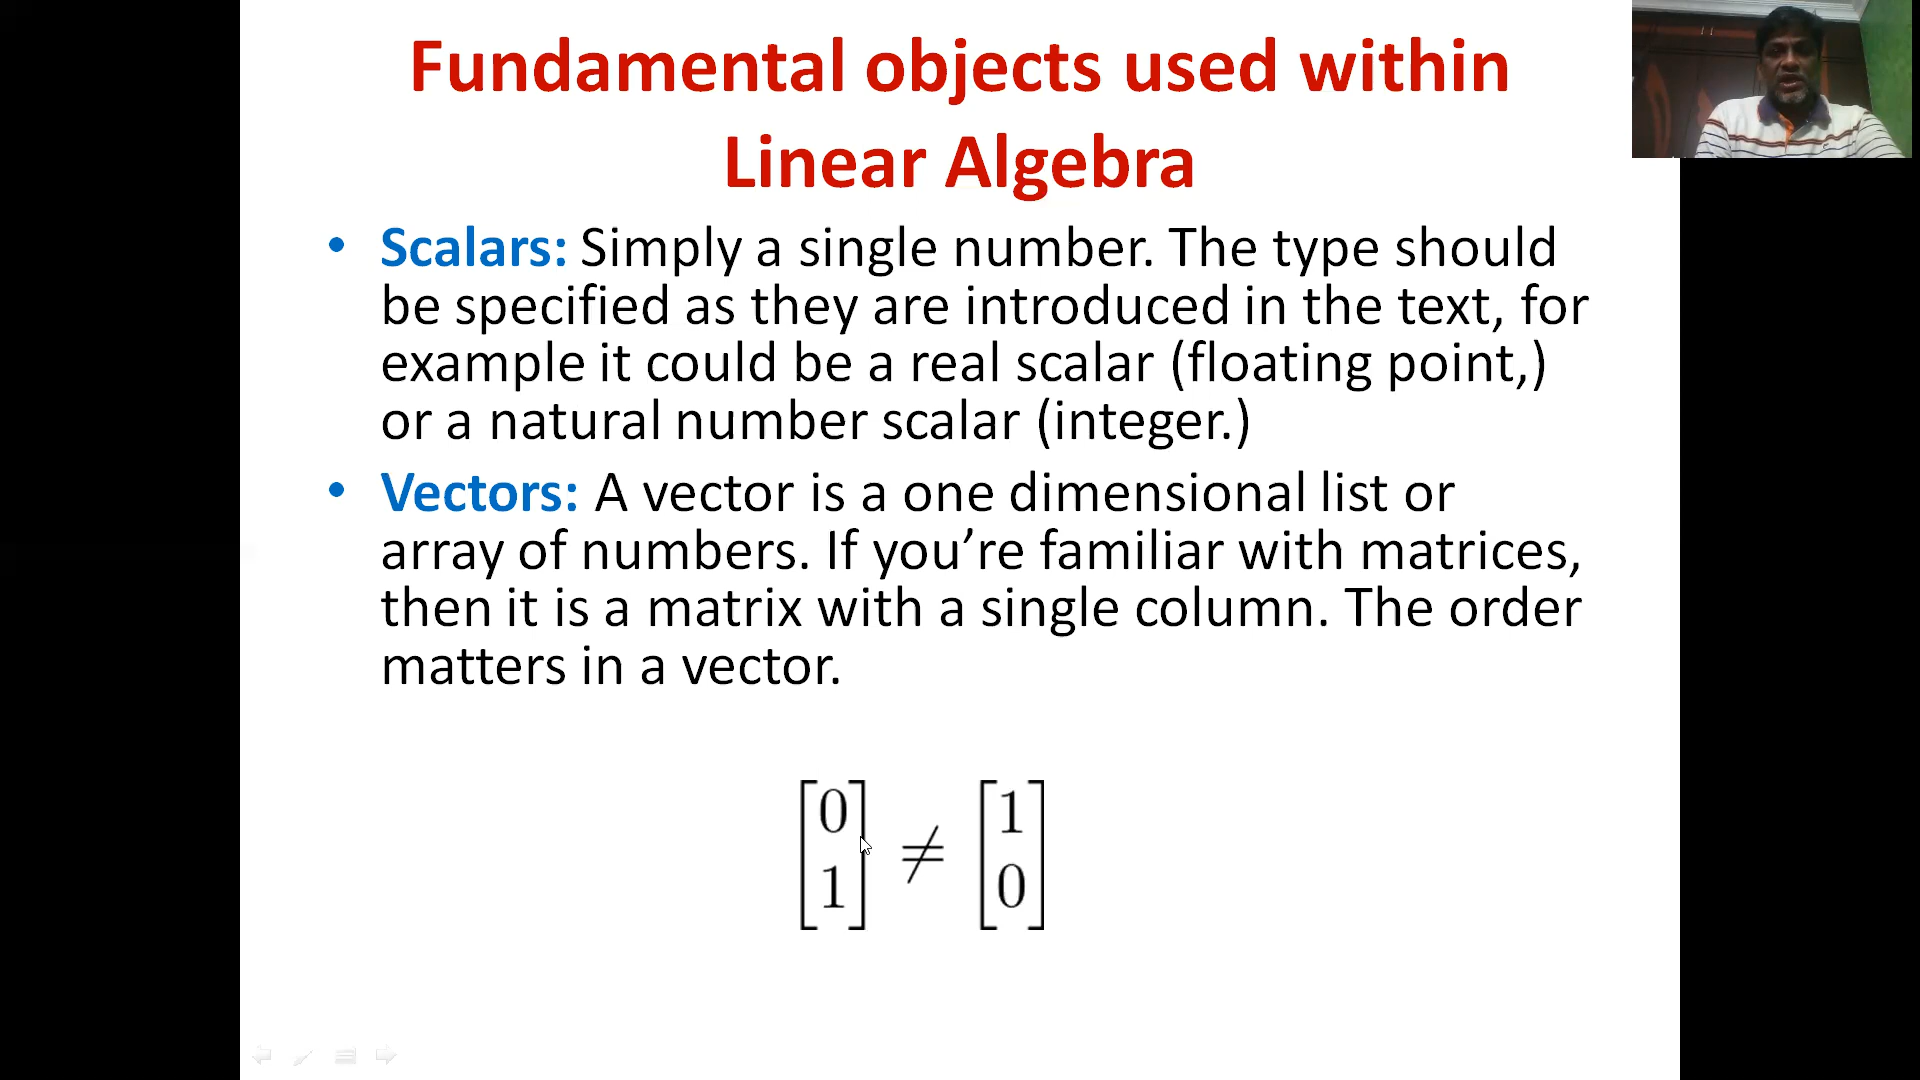 Fundamental objects used within
Linear Algebra
• Scalars: Simply a single number. The type should
be specified as they are introduced in the text, for
example it could be a real scalar (floating point,)
or a natural number scalar (integer.)
• Vectors: A vector is a one dimensional list or
array of numbers. If you’re familiar with matrices,
then it is a matrix with a single column. The order
matters in a vector.
[0 1] ≠ [1 0]